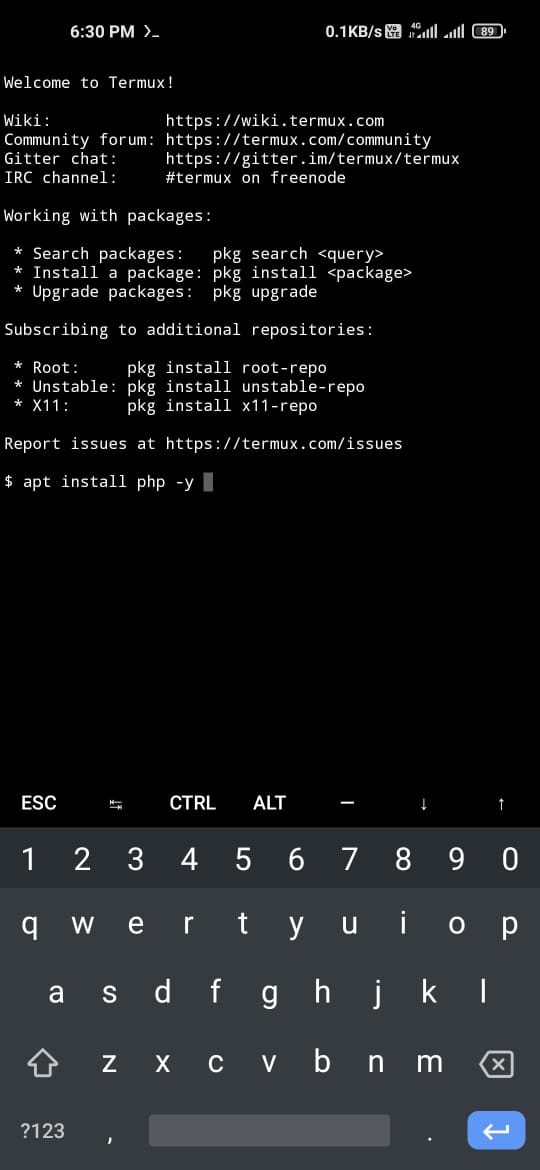 6:30 PM >_ 0.1KB/s Vo LTE 4G 89
Welcome to Termux!
Wiki: https://wiki.termux.com
Community forum: https://termux.com/community
Gitter chat: https://gitter.im/termux/termux
IRC channel: #termux on freenode
Working with packages:
* Search packages: pkg search <query>
* Install a package: pkg install <package>
* Upgrade packages: pkg upgrade
Subscribing to additional repositories:
* Root: pkg install root-repo
* Unstable: pkg install unstable-repo
* X11: pkg install x11-repo
Report issues at https://termux.com/issues
$ apt install php -y
ESC ↹ CTRL ALT — ↓ ↑
1 2 3 4 5 6 7 8 9 0
q w e r t y u i o p
a s d f g h j k l
z x c v b n m
?123 , .